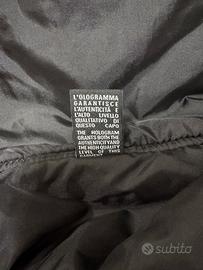 L'OLOGRAMMA
GARANTISCE
L'AUTENTICITÀ E
L'ALTO LIVELLO
QUALITATIVO DI
QUESTO CAPO
THE HOLOGRAM
GRANTS BOTH THE
AUTHENTICITY AND
THE HIGH QUALITY
LEVEL OF THIS
GARMENT
subito